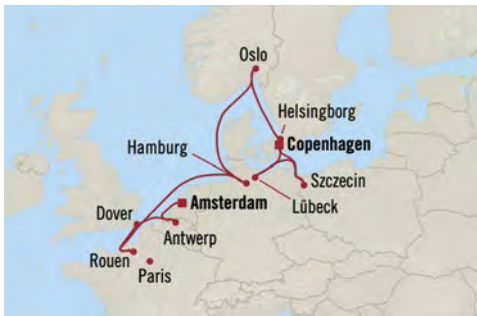 Oslo
Helsingborg
Copenhagen
Hamburg
Szczecin
Amsterdam
Lübeck
Dover
Antwerp
Rouen
Paris